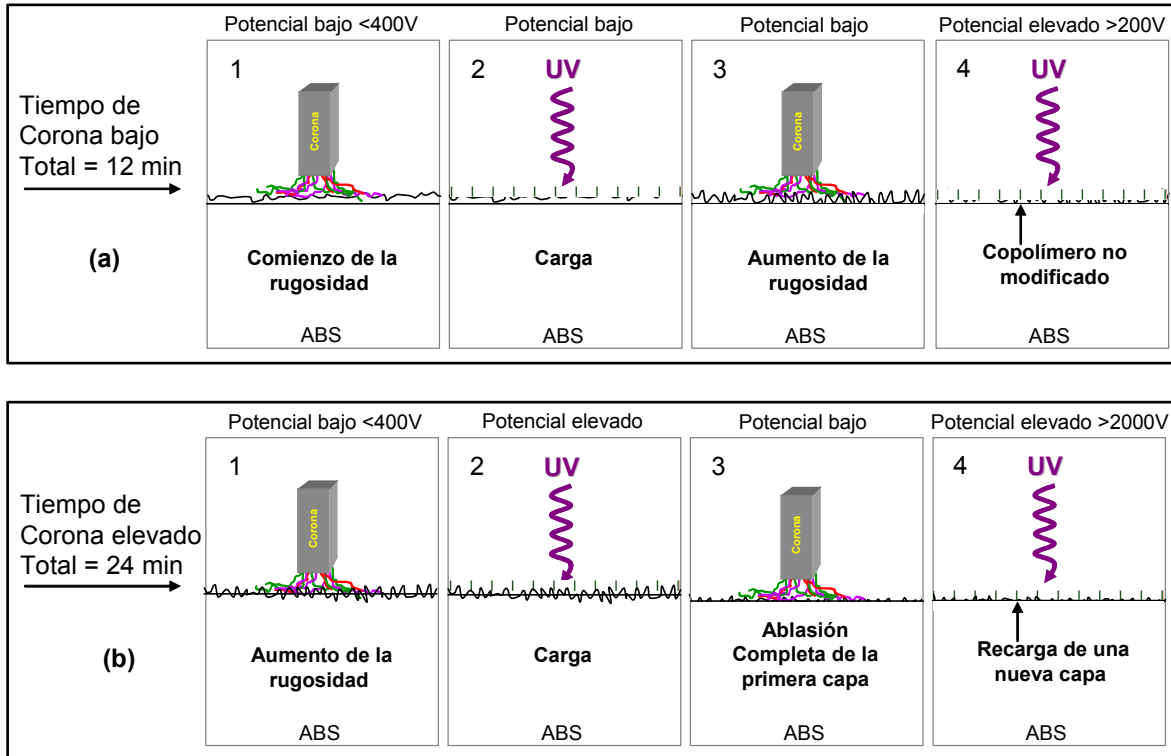 Potencial bajo <400V
Potencial bajo
Potencial bajo
Potencial elevado >200V
1
2
3
4
UV
UV
Corona
Corona
Tiempo de
Corona bajo
Total = 12 min
(a)
Comienzo de la
rugosidad
Carga
Aumento de la
rugosidad
Copolímero no
modificado
ABS
ABS
ABS
ABS
Potencial bajo <400V
Potencial elevado
Potencial bajo
Potencial elevado >2000V
1
2
3
4
UV
UV
Corona
Corona
Tiempo de
Corona elevado
Total = 24 min
(b)
Aumento de la
rugosidad
Carga
Ablasión
Completa de la
primera capa
Recarga de una
nueva capa
ABS
ABS
ABS
ABS